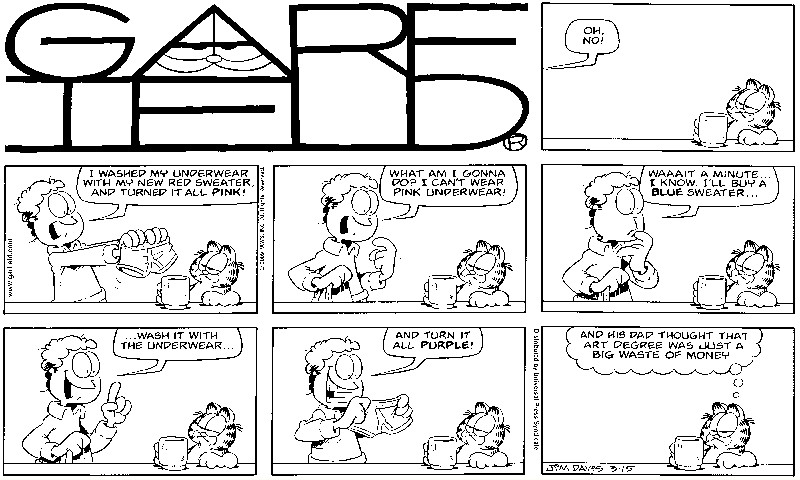 GARF
IELD
®
OH,
NO!
I WASHED MY UNDERWEAR
WITH MY NEW RED SWEATER,
AND TURNED IT ALL PINK!
www.garfield.com
WHAT AM I GONNA
DO? I CAN'T WEAR
PINK UNDERWEAR!
WAAAIT A MINUTE...
I KNOW. I'LL BUY A
BLUE SWEATER...
...WASH IT WITH
THE UNDERWEAR...
AND TURN IT
ALL PURPLE!
Distributed by Universal Press Syndicate
AND HIS DAD THOUGHT THAT
ART DEGREE WAS JUST A
BIG WASTE OF MONEY
JIM DAVIS 3-15